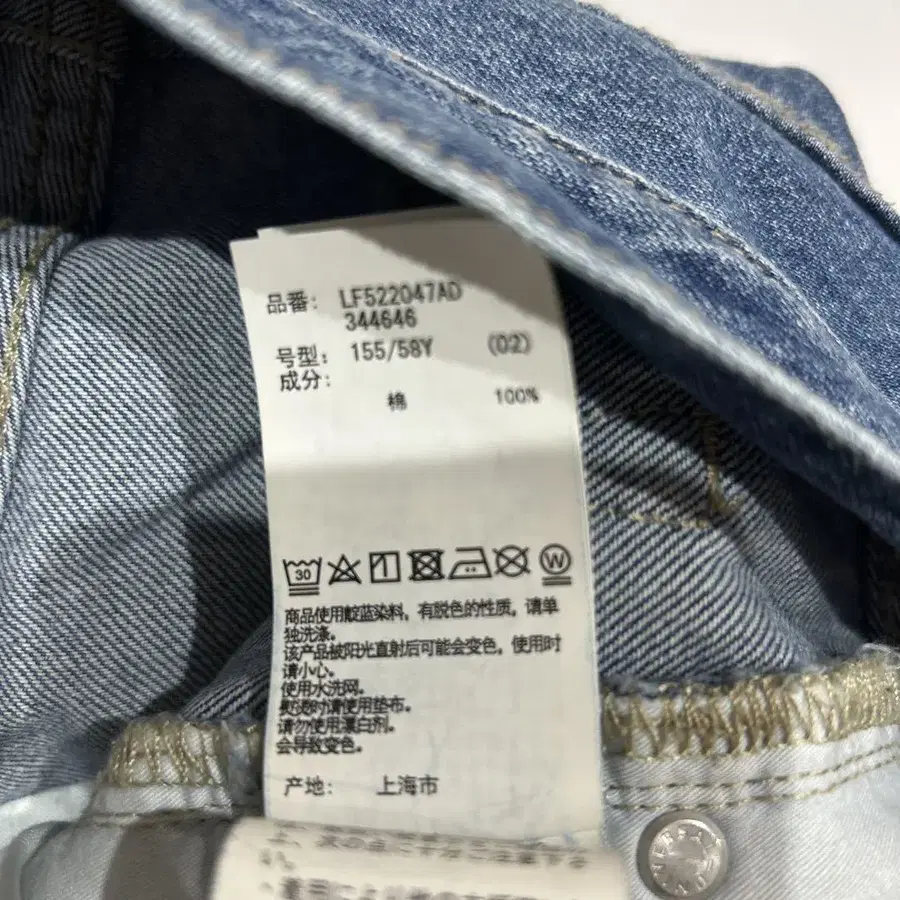 品番: LF522047AD
344646
号型: 155/58Y (02)
成分:
棉 100%
30
W
商品使用靛蓝染料，有脱色的性质，请单
独洗涤。
该产品被阳光直射后可能会变色，使用时
请小心。
使用水洗网。
熨烫时请使用垫布。
请勿使用漂白剂。
会导致变色。
产地: 上海市